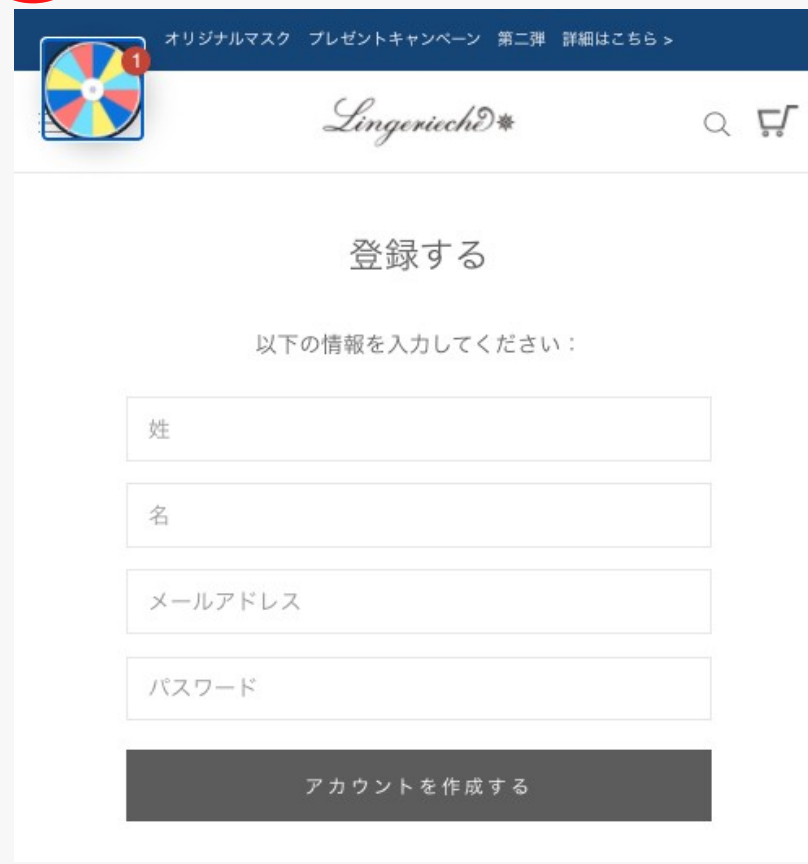 オリジナルマスク プレゼントキャンペーン 第二弾 詳細はこちら >
1
Lingerieche
登録する
以下の情報を入力してください：
姓
名
メールアドレス
パスワード
アカウントを作成する